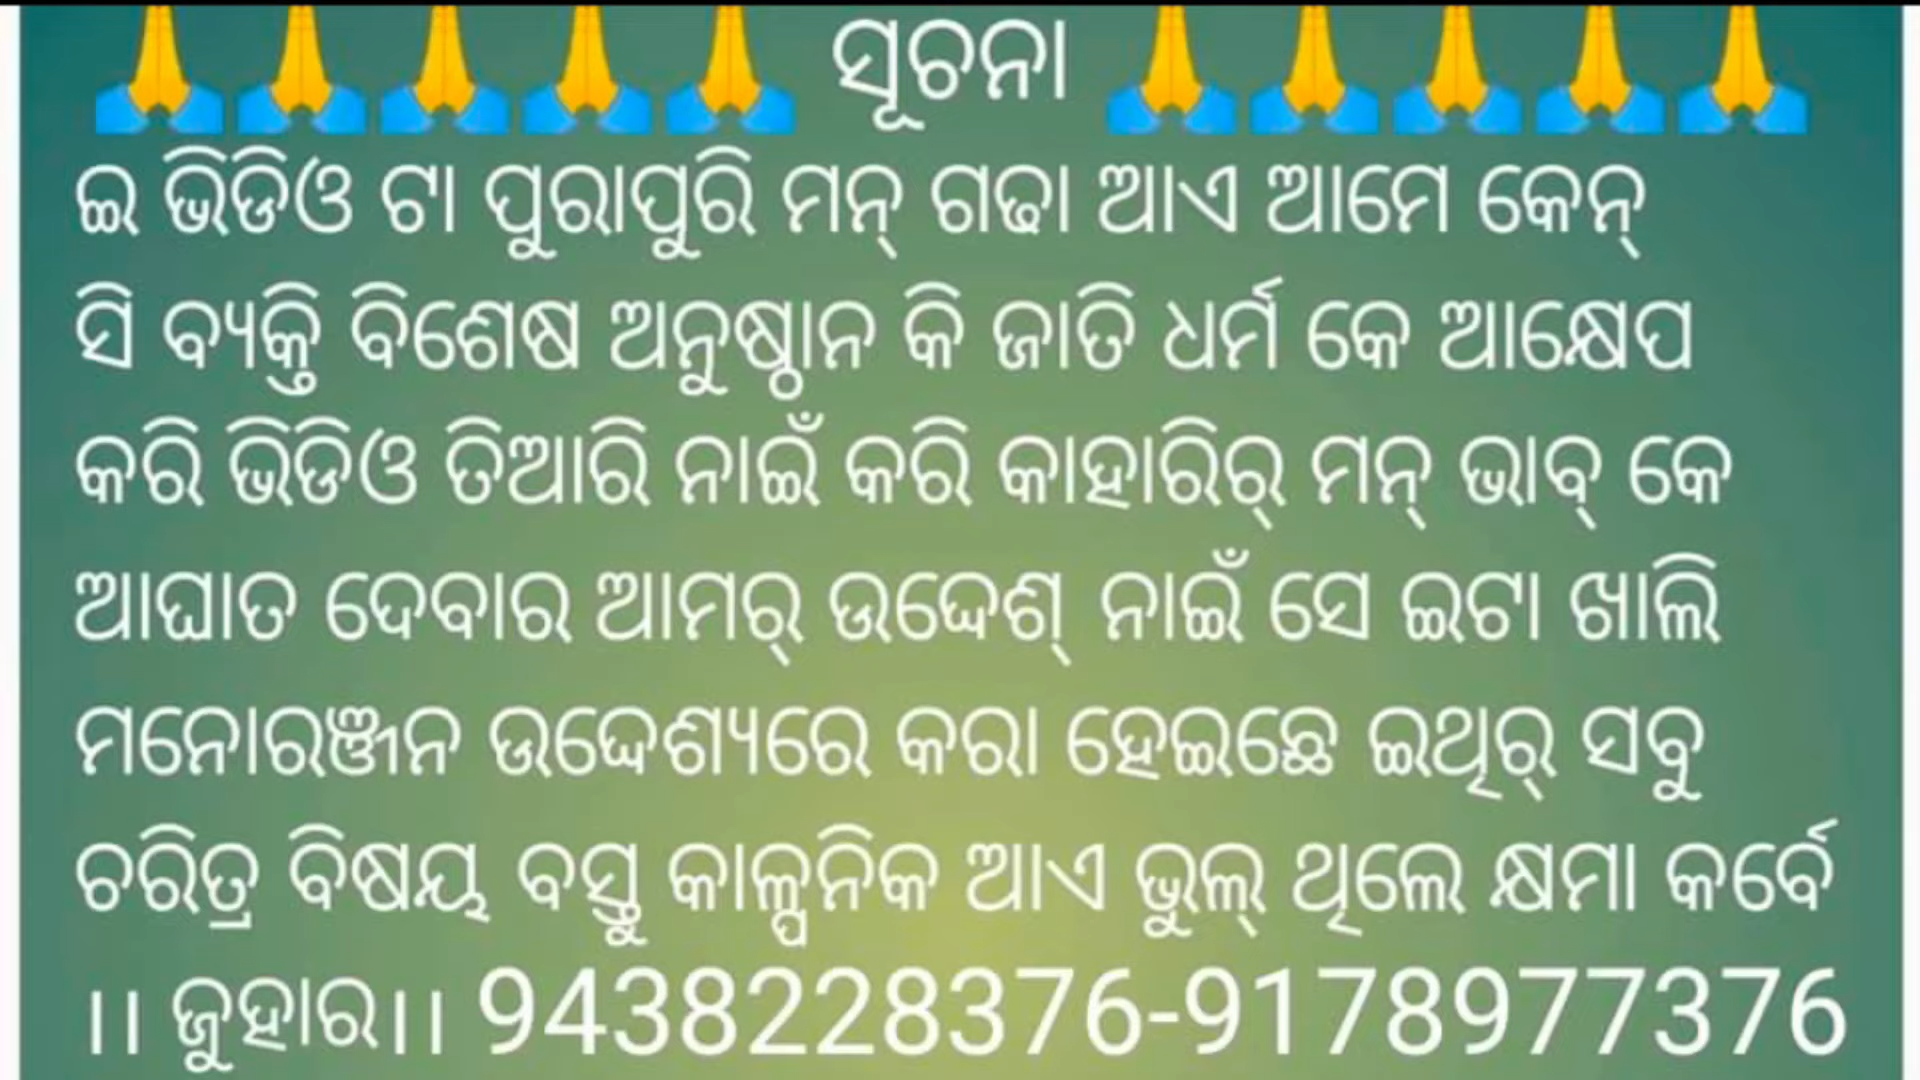 🙏🙏🙏🙏🙏 ସୂଚନା 🙏🙏🙏🙏🙏
ଇ ଭିଡିଓ ଟା ପୁରାପୁରି ମନ୍ ଗଢା ଆଏ ଆମେ କେନ୍
ସି ବ୍ୟକ୍ତି ବିଶେଷ ଅନୁଷ୍ଠାନ କି ଜାତି ଧର୍ମ କେ ଆକ୍ଷେପ
କରି ଭିଡିଓ ତିଆରି ନାଇଁ କରି କାହାରିର୍ ମନ୍ ଭାବ୍ କେ
ଆଘାତ ଦେବାର ଆମର୍ ଉଦ୍ଦେଶ୍ ନାଇଁ ସେ ଇଟା ଖାଲି
ମନୋରଞ୍ଜନ ଉଦ୍ଦେଶ୍ୟରେ କରା ହେଇଛେ ଇଥିର୍ ସବୁ
ଚରିତ୍ର ବିଷୟ ବସ୍ତୁ କାଳ୍ପନିକ ଆଏ ଭୁଲ୍ ଥିଲେ କ୍ଷମା କର୍ବେ
।। ଜୁହାର।। 9438228376-9178977376